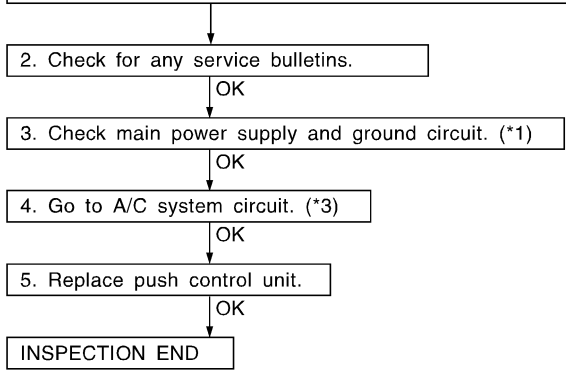 2. Check for any service bulletins.
OK
3. Check main power supply and ground circuit. (*1)
OK
4. Go to A/C system circuit. (*3)
OK
5. Replace push control unit.
OK
INSPECTION END